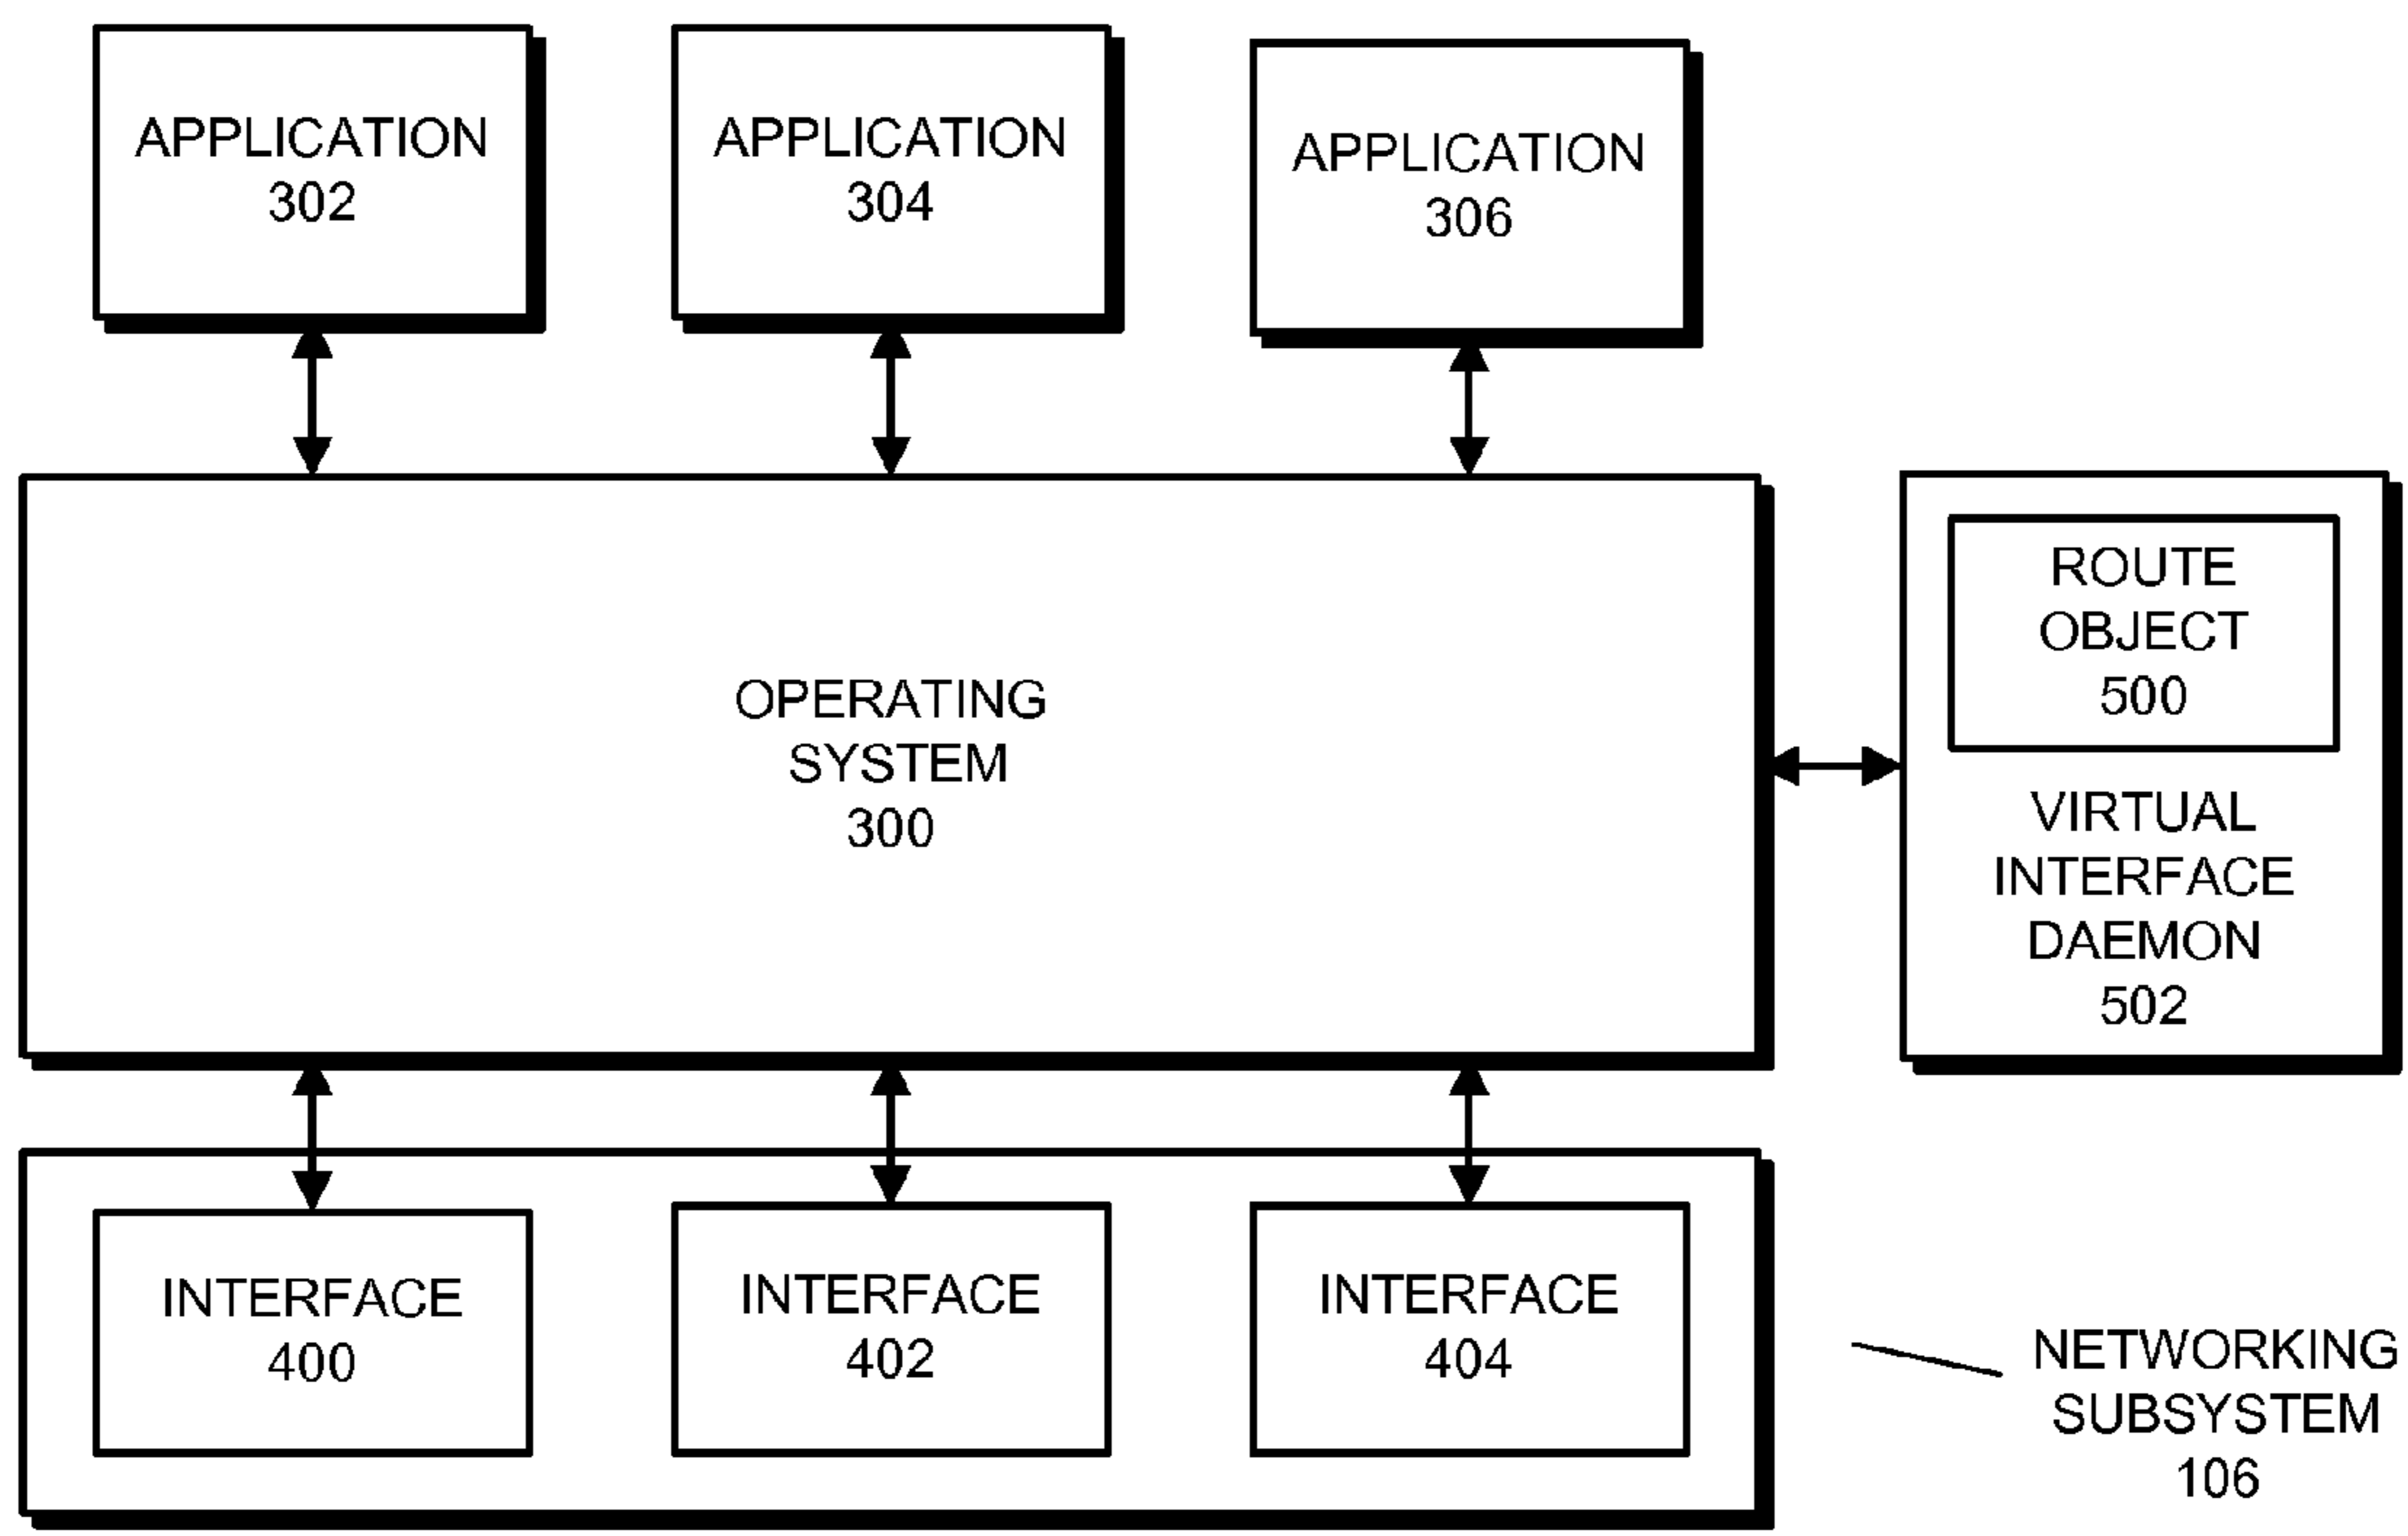 APPLICATION
302
APPLICATION
304
APPLICATION
306
OPERATING
SYSTEM
300
ROUTE
OBJECT
500
VIRTUAL
INTERFACE
DAEMON
502
INTERFACE
400
INTERFACE
402
INTERFACE
404
NETWORKING
SUBSYSTEM
106